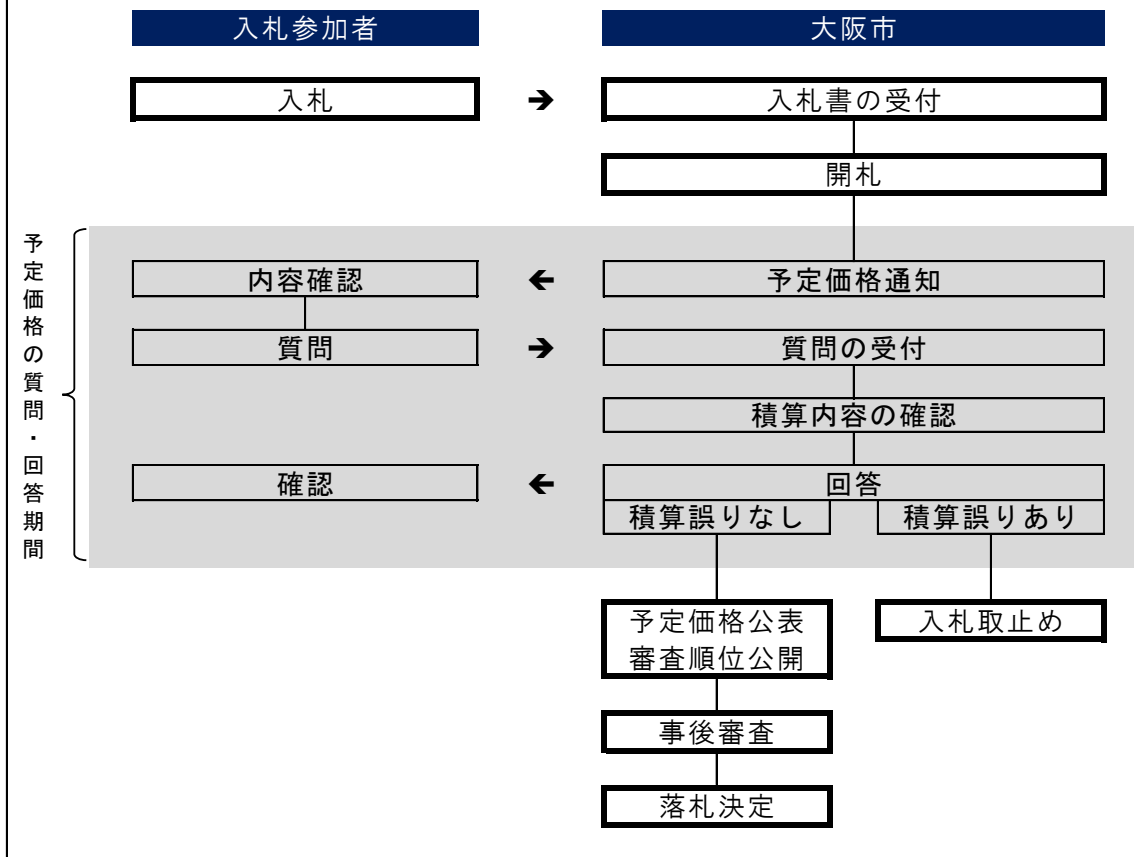 入札参加者
大阪市
入札
➔
入札書の受付
開札
予定価格の質問・回答期間
内容確認
🡸
予定価格通知
質問
➔
質問の受付
積算内容の確認
確認
🡸
回答
積算誤りなし
積算誤りあり
予定価格公表
審査順位公開
入札取止め
事後審査
落札決定